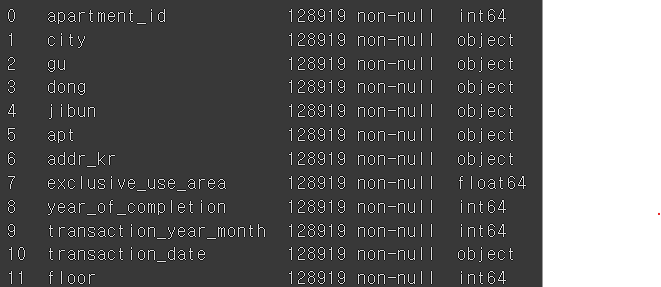 0 apartment_id 128919 non-null int64
1 city 128919 non-null object
2 gu 128919 non-null object
3 dong 128919 non-null object
4 jibun 128919 non-null object
5 apt 128919 non-null object
6 addr_kr 128919 non-null object
7 exclusive_use_area 128919 non-null float64
8 year_of_completion 128919 non-null int64
9 transaction_year_month 128919 non-null int64
10 transaction_date 128919 non-null object
11 floor 128919 non-null int64